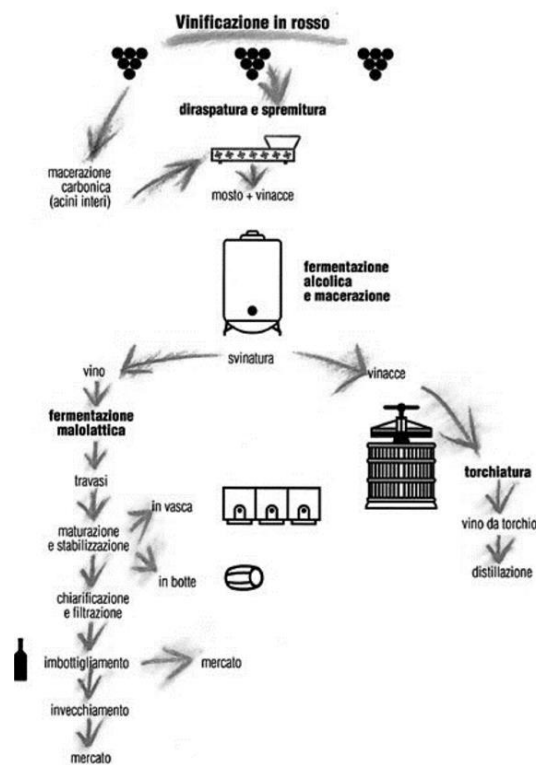 Vinificazione in rosso
diraspatura e spremitura
macerazione
carbonica
(acini interi)
mosto + vinacce
fermentazione
alcolica
e macerazione
svinatura
vino
vinacce
fermentazione
malolattica
torchiatura
travasi
in vasca
vino da torchio
maturazione
e stabilizzazione
distillazione
in botte
chiarificazione
e filtrazione
imbottigliamento
mercato
invecchiamento
mercato